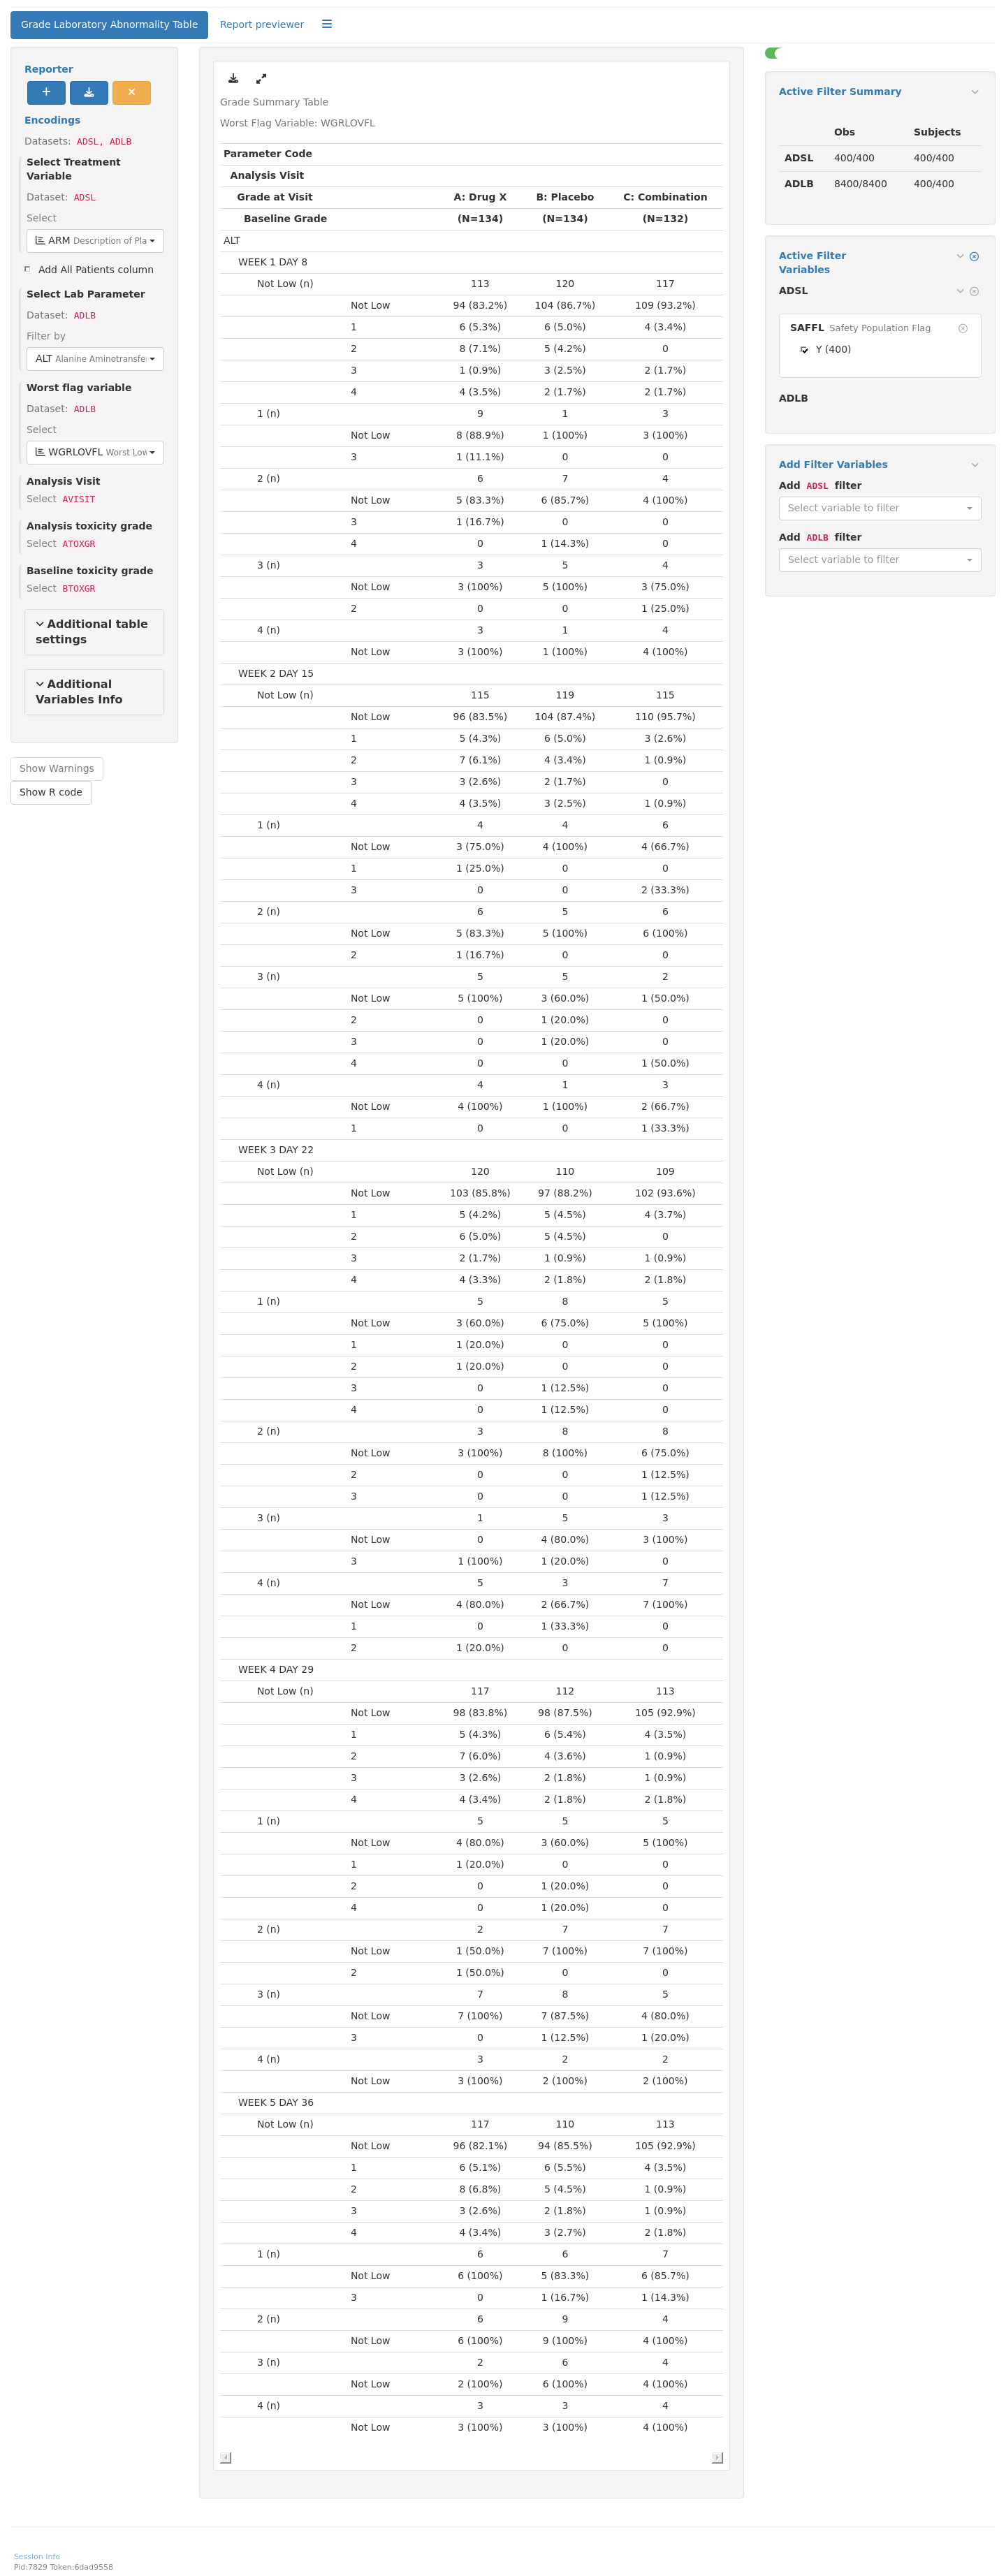 Grade Laboratory Abnormality Table Report previewer
Reporter
Encodings
Datasets: ADSL, ADLB
Select Treatment
Variable
Dataset: ADSL
Select
ARM Description of Pla
Add All Patients column
Select Lab Parameter
Dataset: ADLB
Filter by
ALT Alanine Aminotransfe
Worst flag variable
Dataset: ADLB
Select
WGRLOVFL Worst Low
Analysis Visit
Select AVISIT
Analysis toxicity grade
Select ATOXGR
Baseline toxicity grade
Select BTOXGR
Additional table
settings
Additional
Variables Info
Show Warnings
Show R code
Grade Summary Table
Worst Flag Variable: WGRLOVFL
Parameter Code
Analysis Visit
Grade at Visit A: Drug X B: Placebo C: Combination
Baseline Grade (N=134) (N=134) (N=132)
ALT
WEEK 1 DAY 8
Not Low (n) 113 120 117
Not Low 94 (83.2%) 104 (86.7%) 109 (93.2%)
1 6 (5.3%) 6 (5.0%) 4 (3.4%)
2 8 (7.1%) 5 (4.2%) 0
3 1 (0.9%) 3 (2.5%) 2 (1.7%)
4 4 (3.5%) 2 (1.7%) 2 (1.7%)
1 (n) 9 1 3
Not Low 8 (88.9%) 1 (100%) 3 (100%)
3 1 (11.1%) 0 0
2 (n) 6 7 4
Not Low 5 (83.3%) 6 (85.7%) 4 (100%)
3 1 (16.7%) 0 0
4 0 1 (14.3%) 0
3 (n) 3 5 4
Not Low 3 (100%) 5 (100%) 3 (75.0%)
2 0 0 1 (25.0%)
4 (n) 3 1 4
Not Low 3 (100%) 1 (100%) 4 (100%)
WEEK 2 DAY 15
Not Low (n) 115 119 115
Not Low 96 (83.5%) 104 (87.4%) 110 (95.7%)
1 5 (4.3%) 6 (5.0%) 3 (2.6%)
2 7 (6.1%) 4 (3.4%) 1 (0.9%)
3 3 (2.6%) 2 (1.7%) 0
4 4 (3.5%) 3 (2.5%) 1 (0.9%)
1 (n) 4 4 6
Not Low 3 (75.0%) 4 (100%) 4 (66.7%)
1 1 (25.0%) 0 0
3 0 0 2 (33.3%)
2 (n) 6 5 6
Not Low 5 (83.3%) 5 (100%) 6 (100%)
2 1 (16.7%) 0 0
3 (n) 5 5 2
Not Low 5 (100%) 3 (60.0%) 1 (50.0%)
2 0 1 (20.0%) 0
3 0 1 (20.0%) 0
4 0 0 1 (50.0%)
4 (n) 4 1 3
Not Low 4 (100%) 1 (100%) 2 (66.7%)
1 0 0 1 (33.3%)
WEEK 3 DAY 22
Not Low (n) 120 110 109
Not Low 103 (85.8%) 97 (88.2%) 102 (93.6%)
1 5 (4.2%) 5 (4.5%) 4 (3.7%)
2 6 (5.0%) 5 (4.5%) 0
3 2 (1.7%) 1 (0.9%) 1 (0.9%)
4 4 (3.3%) 2 (1.8%) 2 (1.8%)
1 (n) 5 8 5
Not Low 3 (60.0%) 6 (75.0%) 5 (100%)
1 1 (20.0%) 0 0
2 1 (20.0%) 0 0
3 0 1 (12.5%) 0
4 0 1 (12.5%) 0
2 (n) 3 8 8
Not Low 3 (100%) 8 (100%) 6 (75.0%)
2 0 0 1 (12.5%)
3 0 0 1 (12.5%)
3 (n) 1 5 3
Not Low 0 4 (80.0%) 3 (100%)
3 1 (100%) 1 (20.0%) 0
4 (n) 5 3 7
Not Low 4 (80.0%) 2 (66.7%) 7 (100%)
1 0 1 (33.3%) 0
2 1 (20.0%) 0 0
WEEK 4 DAY 29
Not Low (n) 117 112 113
Not Low 98 (83.8%) 98 (87.5%) 105 (92.9%)
1 5 (4.3%) 6 (5.4%) 4 (3.5%)
2 7 (6.0%) 4 (3.6%) 1 (0.9%)
3 3 (2.6%) 2 (1.8%) 1 (0.9%)
4 4 (3.4%) 2 (1.8%) 2 (1.8%)
1 (n) 5 5 5
Not Low 4 (80.0%) 3 (60.0%) 5 (100%)
1 1 (20.0%) 0 0
2 0 1 (20.0%) 0
4 0 1 (20.0%) 0
2 (n) 2 7 7
Not Low 1 (50.0%) 7 (100%) 7 (100%)
2 1 (50.0%) 0 0
3 (n) 7 8 5
Not Low 7 (100%) 7 (87.5%) 4 (80.0%)
3 0 1 (12.5%) 1 (20.0%)
4 (n) 3 2 2
Not Low 3 (100%) 2 (100%) 2 (100%)
WEEK 5 DAY 36
Not Low (n) 117 110 113
Not Low 96 (82.1%) 94 (85.5%) 105 (92.9%)
1 6 (5.1%) 6 (5.5%) 4 (3.5%)
2 8 (6.8%) 5 (4.5%) 1 (0.9%)
3 3 (2.6%) 2 (1.8%) 1 (0.9%)
4 4 (3.4%) 3 (2.7%) 2 (1.8%)
1 (n) 6 6 7
Not Low 6 (100%) 5 (83.3%) 6 (85.7%)
3 0 1 (16.7%) 1 (14.3%)
2 (n) 6 9 4
Not Low 6 (100%) 9 (100%) 4 (100%)
3 (n) 2 6 4
Not Low 2 (100%) 6 (100%) 4 (100%)
4 (n) 3 3 4
Not Low 3 (100%) 3 (100%) 4 (100%)
Active Filter Summary
Obs Subjects
ADSL 400/400 400/400
ADLB 8400/8400 400/400
Active Filter
Variables
ADSL
SAFFL Safety Population Flag
Y (400)
ADLB
Add Filter Variables
Add ADSL filter
Select variable to filter
Add ADLB filter
Select variable to filter
Session Info
Pid:7829 Token:6dad9558